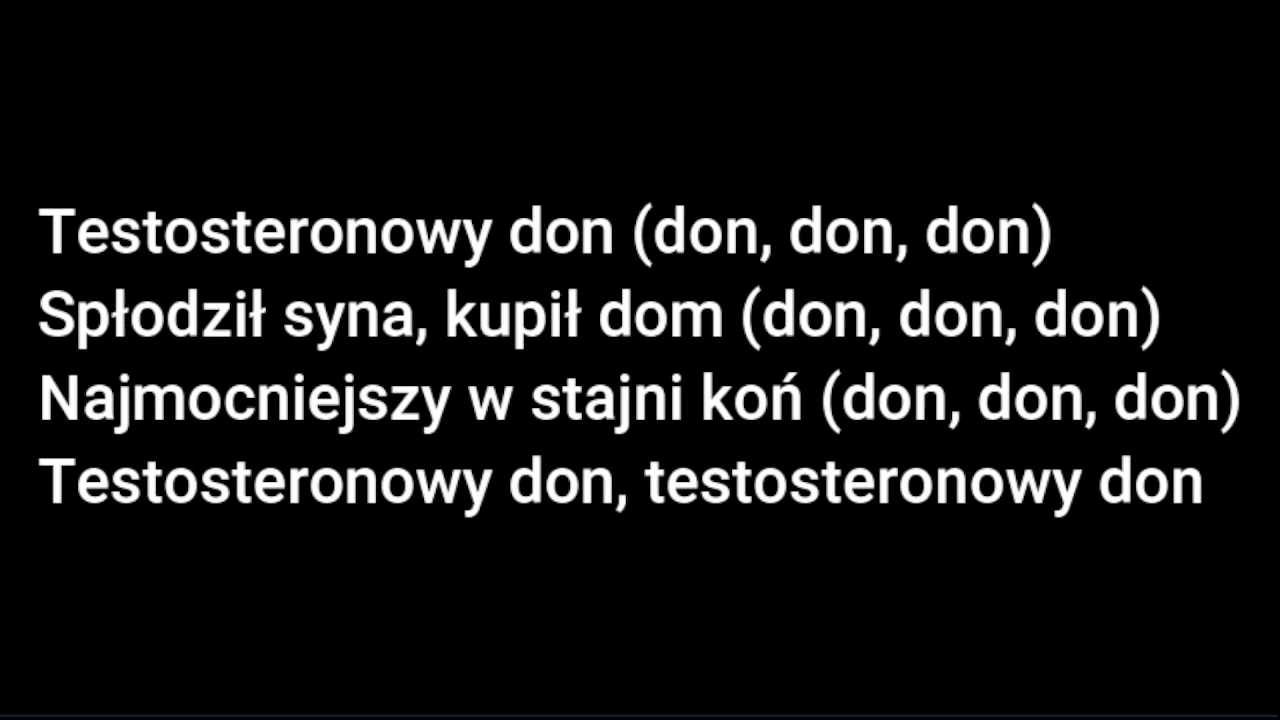 Testosteronowy don (don, don, don)
Spłodził syna, kupił dom (don, don, don)
Najmocniejszy w stajni koń (don, don, don)
Testosteronowy don, testosteronowy don